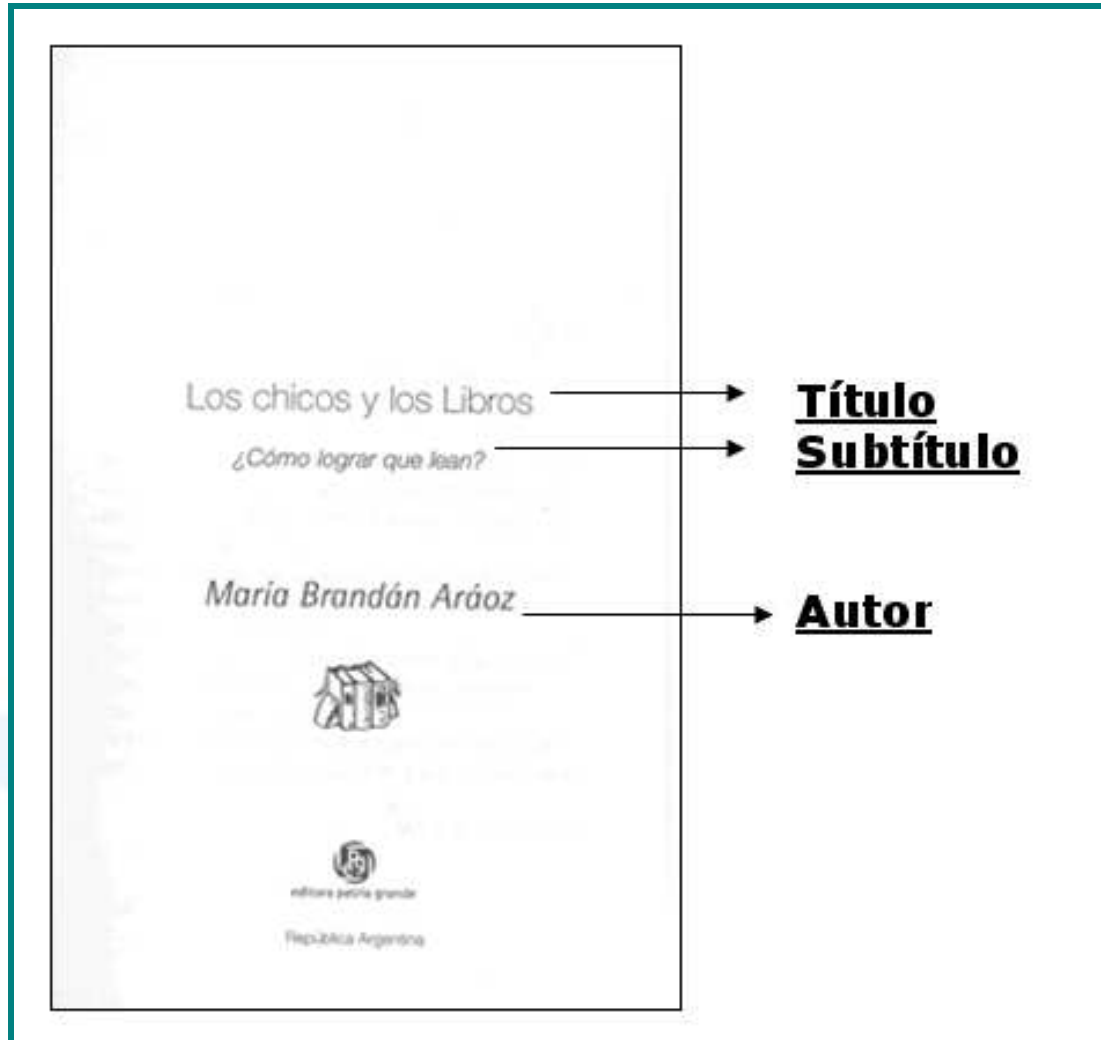 Los chicos y los Libros
Título
¿Cómo lograr que lean?
Subtítulo
María Brandán Aráoz
Autor
editora patria grande
República Argentina